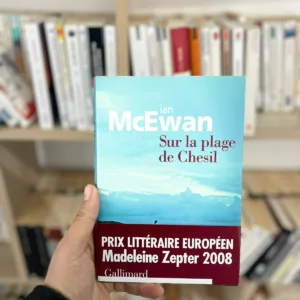 Ian
McEwan
Sur la plage
de Chesil
PRIX LITTÉRAIRE EUROPÉEN
Madeleine Zepter 2008
Gallimard